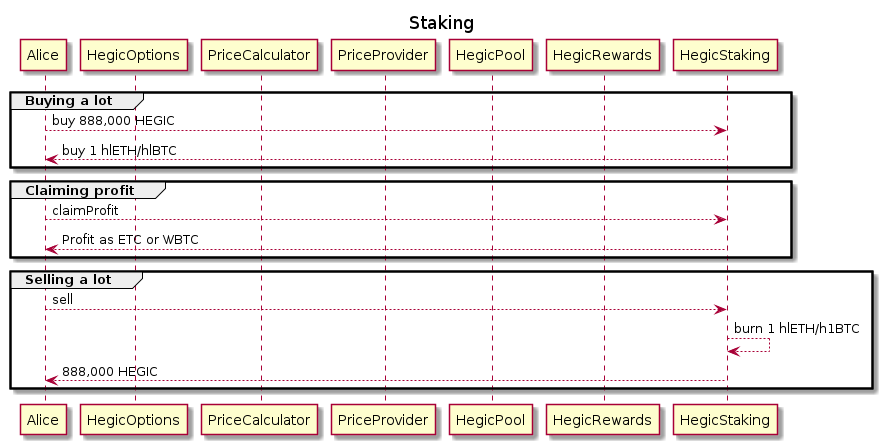 Staking
Alice HegicOptions PriceCalculator PriceProvider HegicPool HegicRewards HegicStaking
Buying a lot
buy 888,000 HEGIC
buy 1 hlETH/hlBTC
Claiming profit
claimProfit
Profit as ETC or WBTC
Selling a lot
sell
burn 1 hlETH/h1BTC
888,000 HEGIC
Alice HegicOptions PriceCalculator PriceProvider HegicPool HegicRewards HegicStaking